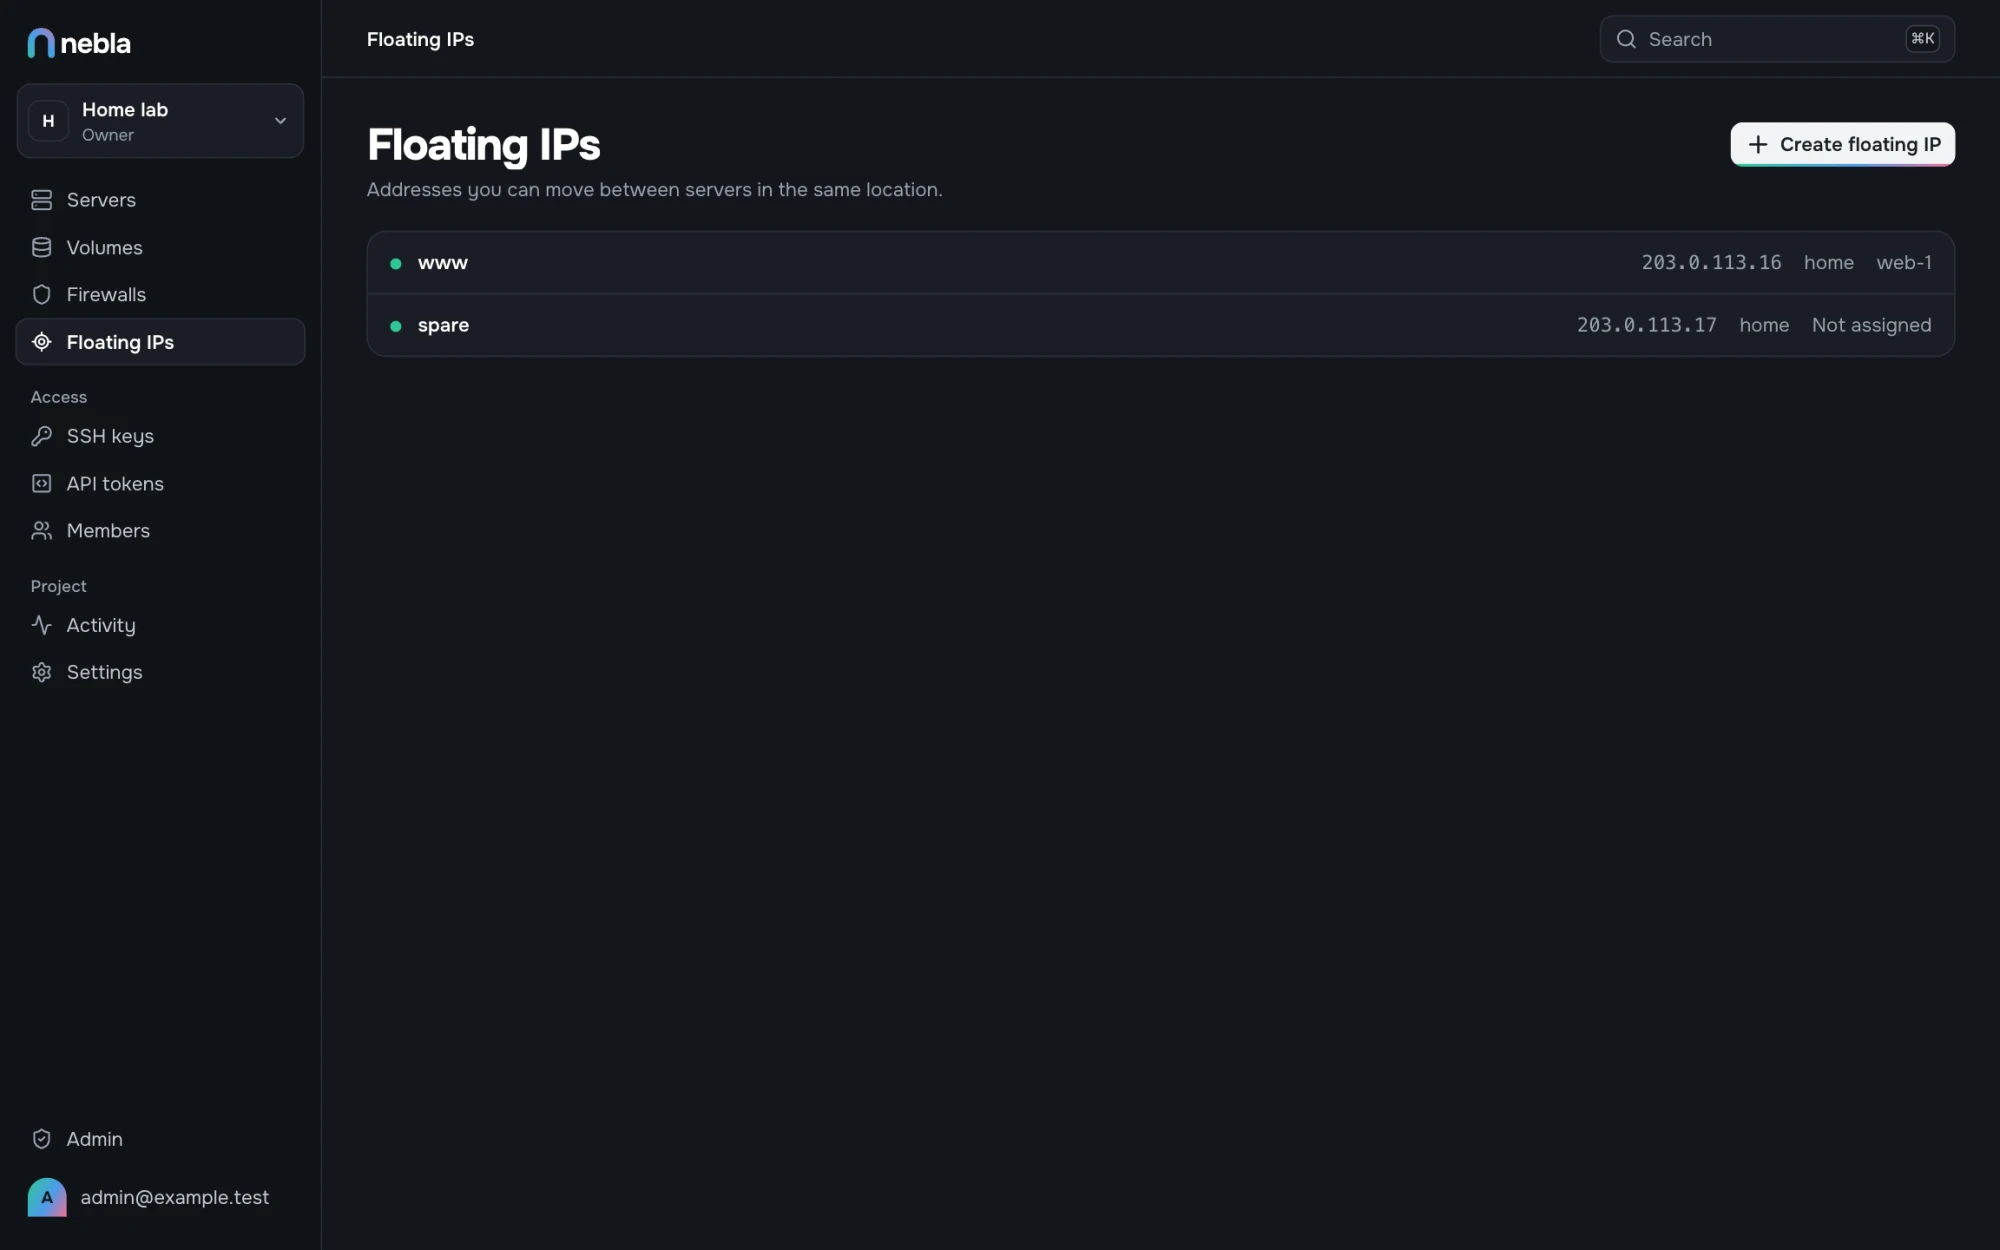 nebla
Floating IPs
Search
⌘K
H
Home lab
Owner
Servers
Volumes
Firewalls
Floating IPs
Access
SSH keys
API tokens
Members
Project
Activity
Settings
Admin
A
admin@example.test
Floating IPs
Create floating IP
Addresses you can move between servers in the same location.
www 203.0.113.16 home web-1
spare 203.0.113.17 home Not assigned